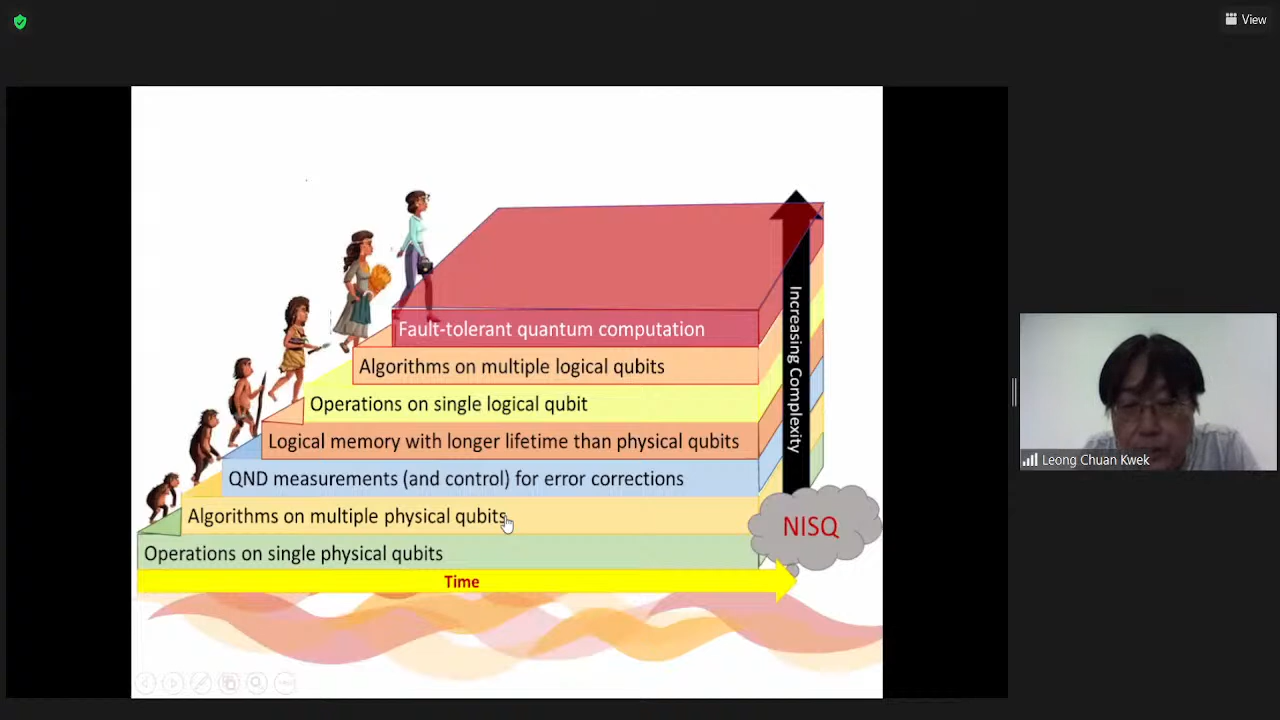 View
Fault-tolerant quantum computation
Algorithms on multiple logical qubits
Operations on single logical qubit
Logical memory with longer lifetime than physical qubits
QND measurements (and control) for error corrections
Algorithms on multiple physical qubits
Operations on single physical qubits
Time
Increasing Complexity
NISQ
Leong Chuan Kwek